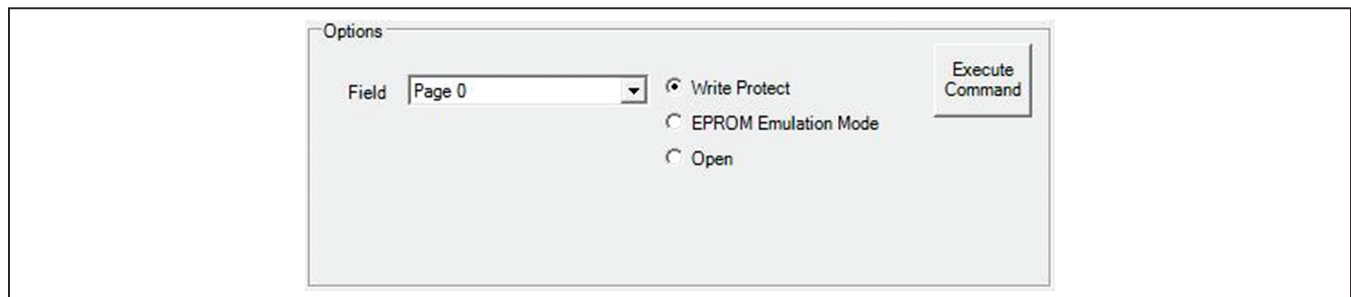 Options
Field
Page 0
Write Protect
EPROM Emulation Mode
Open
Execute
Command